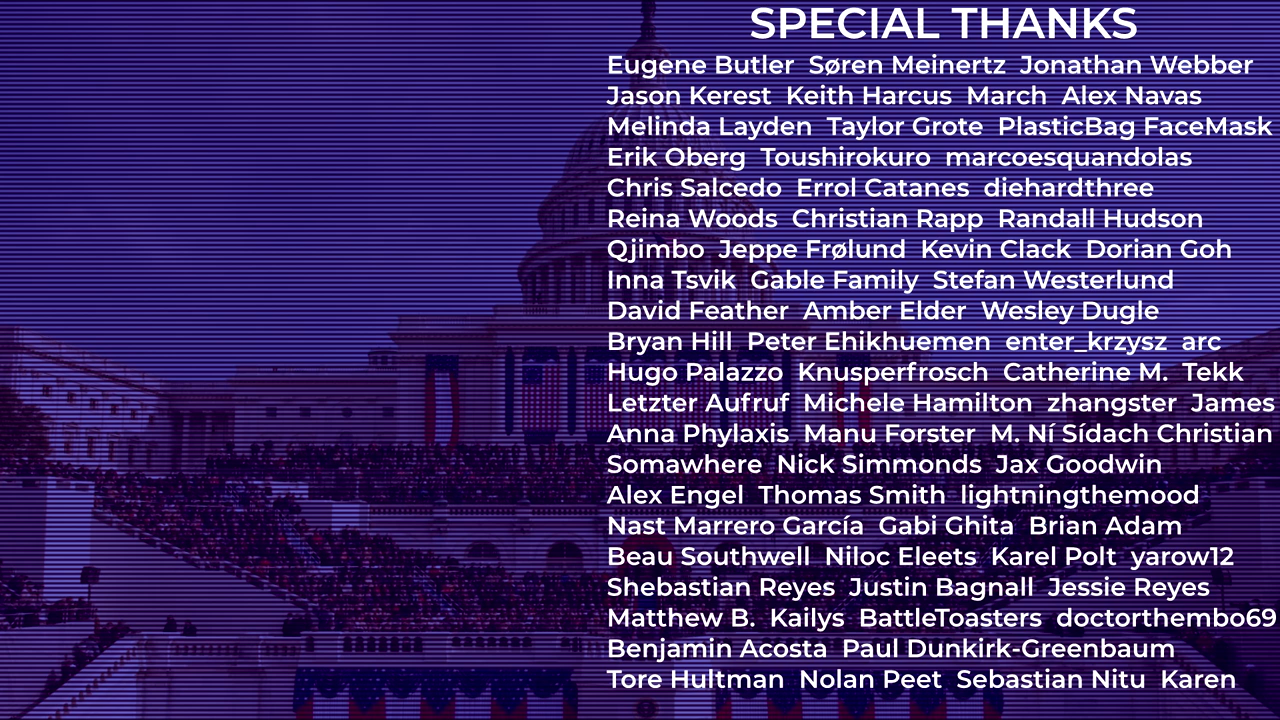 SPECIAL THANKS
Eugene Butler  Søren Meinertz  Jonathan Webber
Jason Kerest  Keith Harcus  March  Alex Navas
Melinda Layden  Taylor Grote  PlasticBag FaceMask
Erik Oberg  Toushirokuro  marcoesquandolas
Chris Salcedo  Errol Catanes  diehardthree
Reina Woods  Christian Rapp  Randall Hudson
Qjimbo  Jeppe Frølund  Kevin Clack  Dorian Goh
Inna Tsvik  Gable Family  Stefan Westerlund
David Feather  Amber Elder  Wesley Dugle
Bryan Hill  Peter Ehikhuemen  enter_krzysz  arc
Hugo Palazzo  Knusperfrosch  Catherine M.  Tekk
Letzter Aufruf  Michele Hamilton  zhangster  James
Anna Phylaxis  Manu Forster  M. Ní Sídach Christian
Somawhere  Nick Simmonds  Jax Goodwin
Alex Engel  Thomas Smith  lightningthemood
Nast Marrero García  Gabi Ghita  Brian Adam
Beau Southwell  Niloc Eleets  Karel Polt  yarow12
Shebastian Reyes  Justin Bagnall  Jessie Reyes
Matthew B.  Kailys  BattleToasters  doctorthembo69
Benjamin Acosta  Paul Dunkirk-Greenbaum
Tore Hultman  Nolan Peet  Sebastian Nitu  Karen